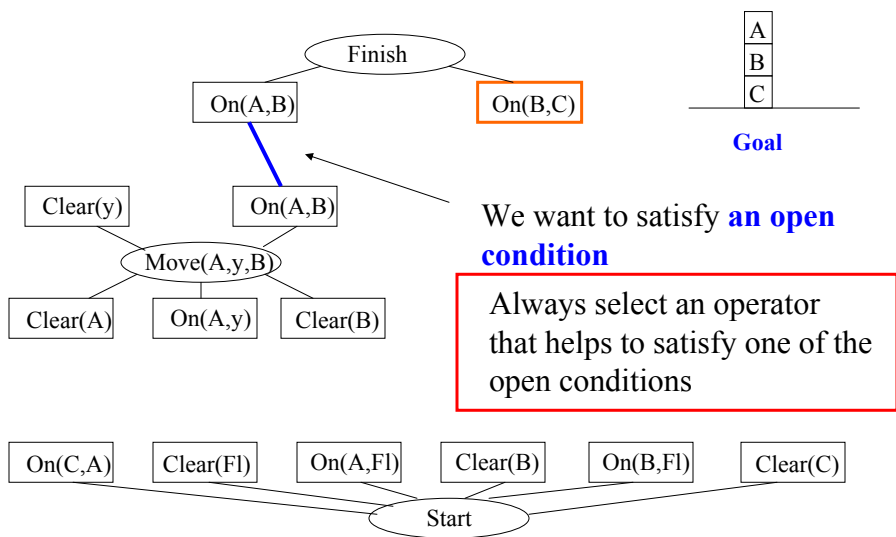 Finish
A
B
C
Goal
On(A,B)
On(B,C)
Clear(y)
On(A,B)
Move(A,y,B)
Clear(A)
On(A,y)
Clear(B)
We want to satisfy an open
condition
Always select an operator
that helps to satisfy one of the
open conditions
On(C,A)
Clear(Fl)
On(A,Fl)
Clear(B)
On(B,Fl)
Clear(C)
Start